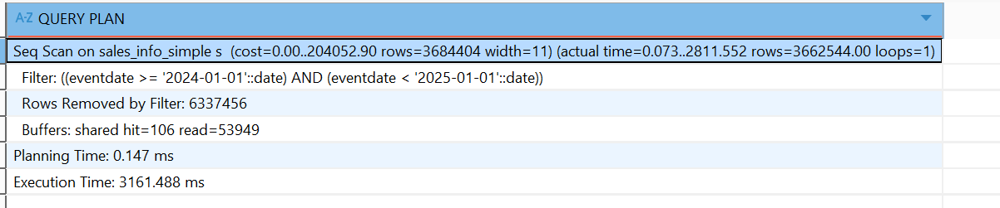 A-Z QUERY PLAN
Seq Scan on sales_info_simple s (cost=0.00..204052.90 rows=3684404 width=11) (actual time=0.073..2811.552 rows=3662544.00 loops=1)
Filter: ((eventdate >= '2024-01-01'::date) AND (eventdate < '2025-01-01'::date))
Rows Removed by Filter: 6337456
Buffers: shared hit=106 read=53949
Planning Time: 0.147 ms
Execution Time: 3161.488 ms